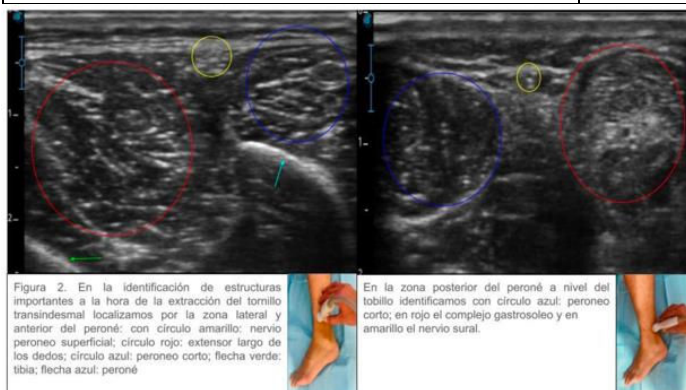 1-
2-
1-
Figura 2. En la identificación de estructuras
importantes a la hora de la extracción del tornillo
transindesmal localizamos por la zona lateral y
anterior del peroné: con círculo amarillo: nervio
peroneo superficial; círculo rojo: extensor largo de
los dedos; círculo azul: peroneo corto; flecha verde:
tibia; flecha azul: peroné
En la zona posterior del peroné a nivel del
tobillo identificamos con círculo azul: peroneo
corto; en rojo el complejo gastrosoleo y en
amarillo el nervio sural.